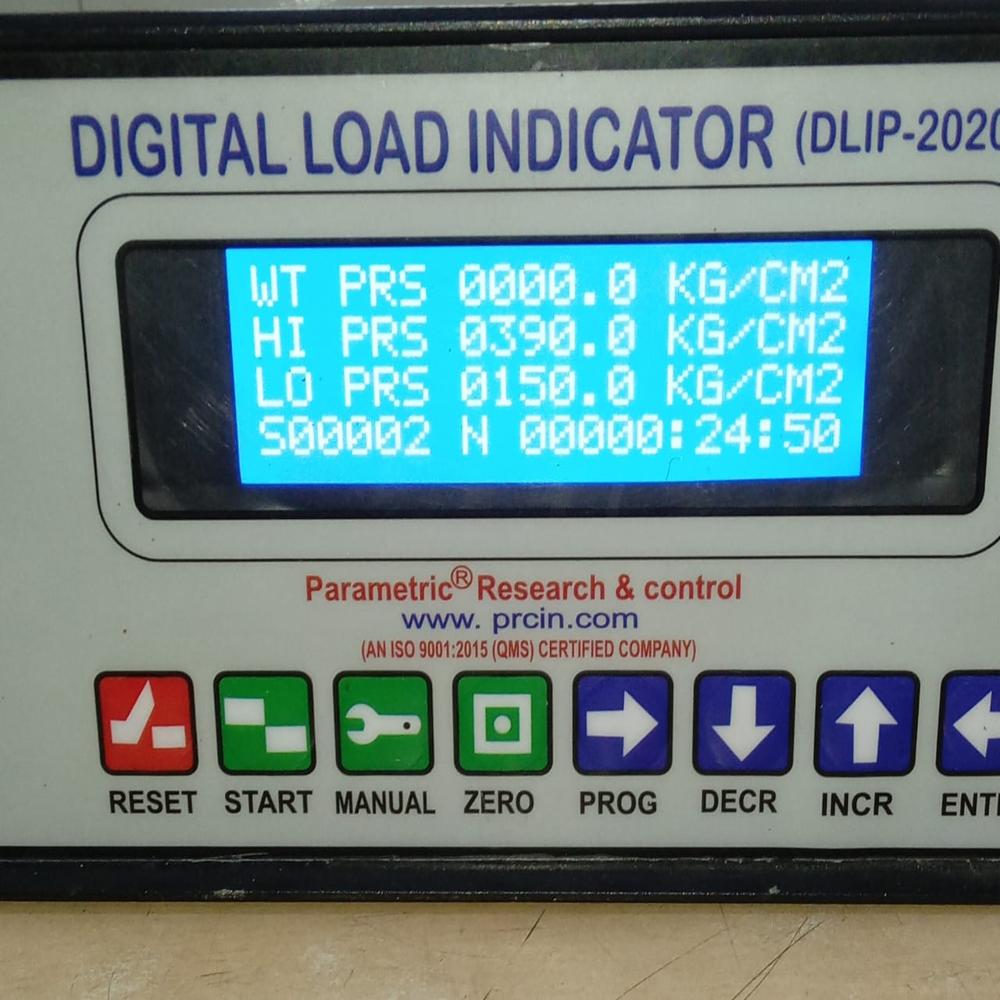 DIGITAL LOAD INDICATOR (DLIP-2020
WT PRS 0000.0 KG/CM2
HI PRS 0390.0 KG/CM2
LO PRS 0150.0 KG/CM2
S00002 N 00000:24:50
Parametric® Research & control
www. prcin.com
(AN ISO 9001:2015 (QMS) CERTIFIED COMPANY)
RESET START MANUAL ZERO PROG DECR INCR ENT